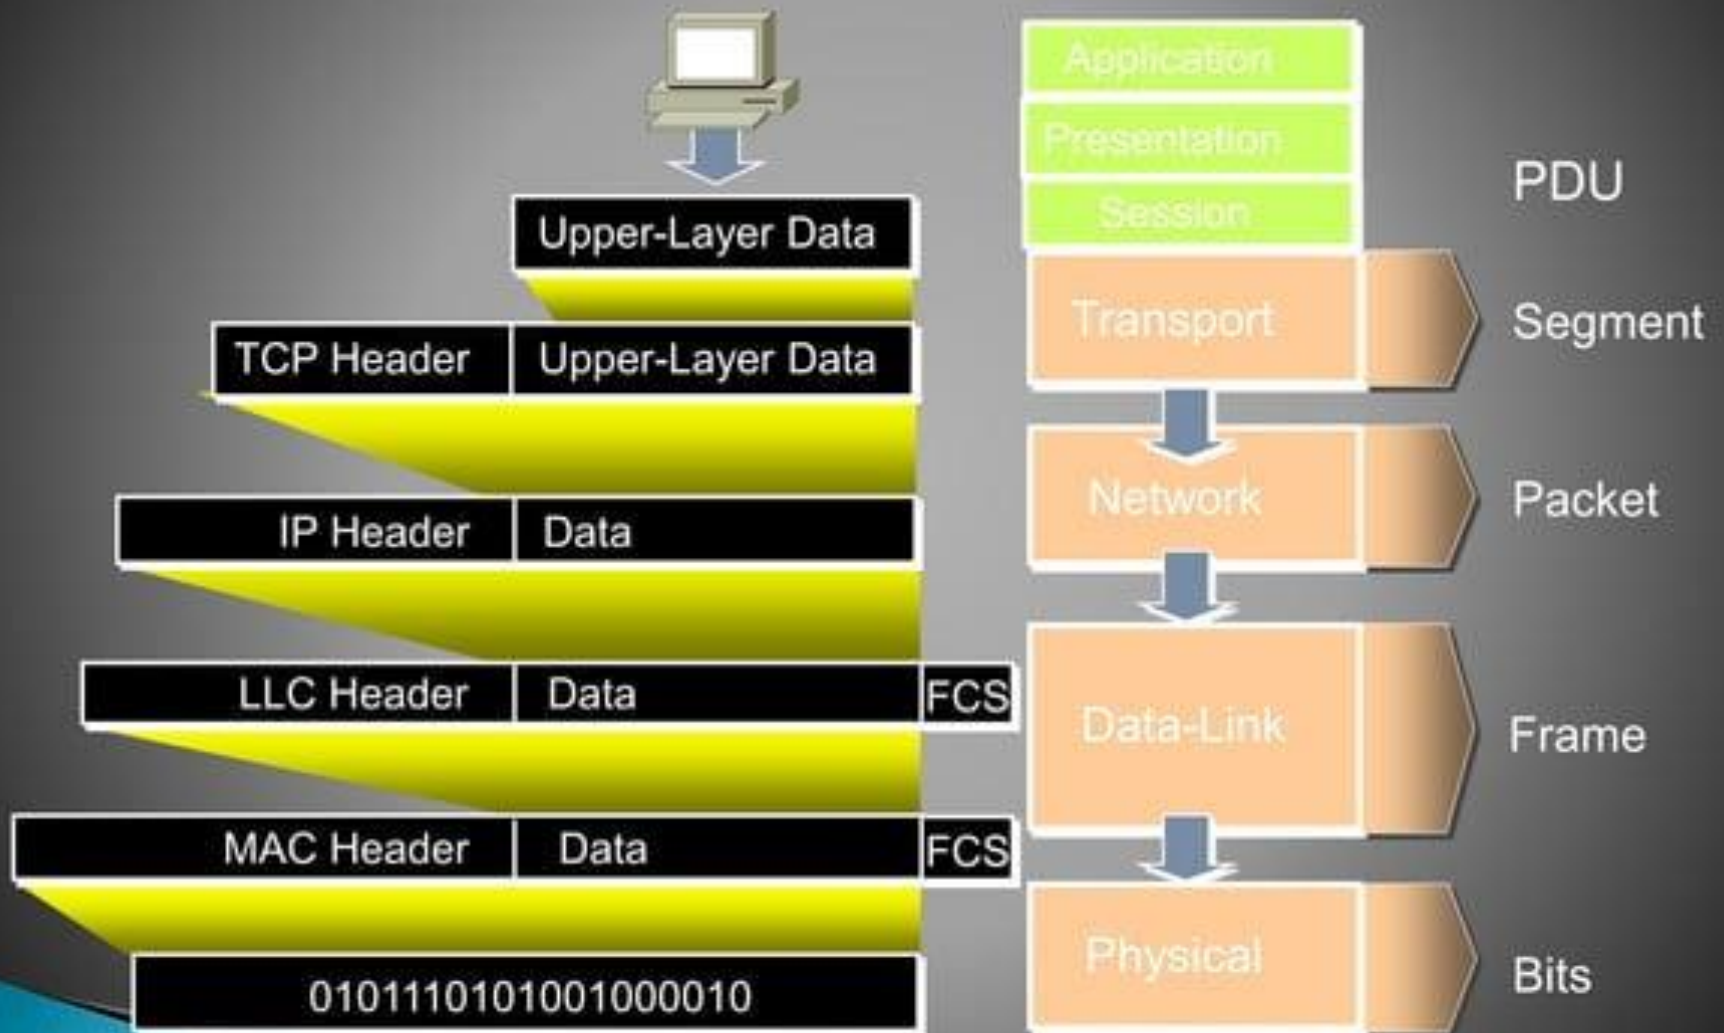 Application
Presentation
PDU
Session
Upper-Layer Data
Transport
Segment
TCP Header Upper-Layer Data
Network
Packet
IP Header Data
LLC Header Data FCS
Data-Link
Frame
MAC Header Data FCS
Physical
Bits
0101110101001000010